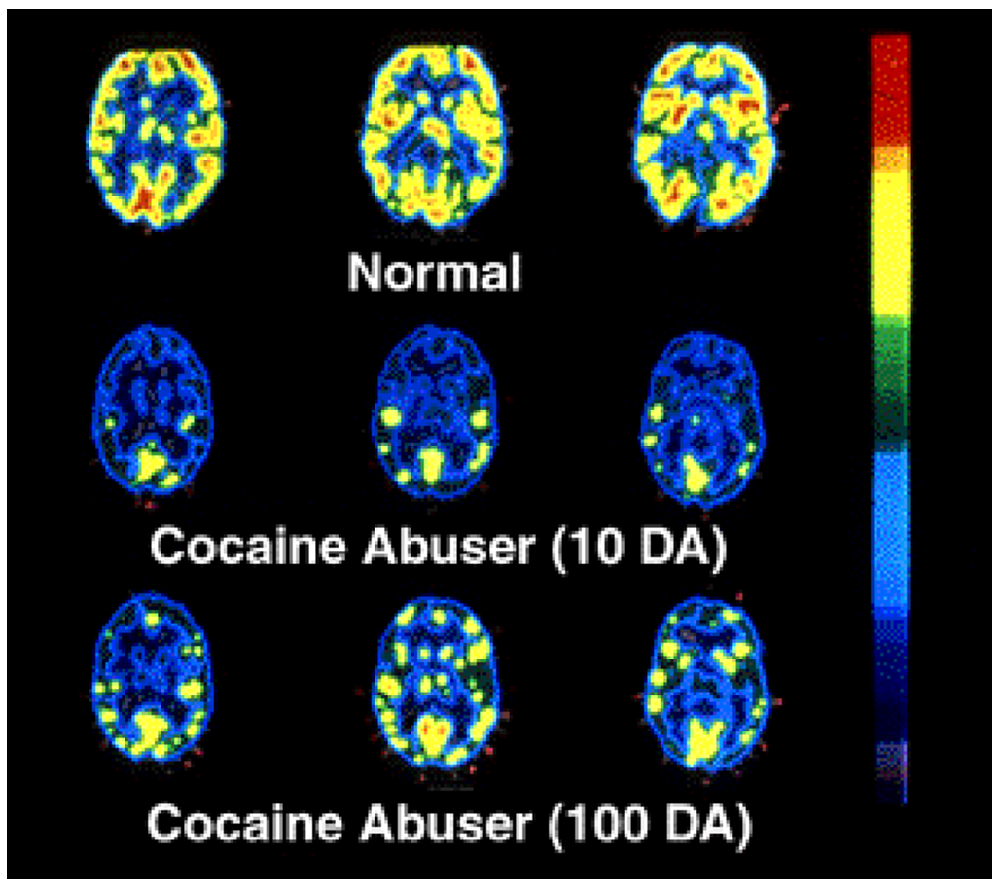 Normal
Cocaine Abuser (10 DA)
Cocaine Abuser (100 DA)